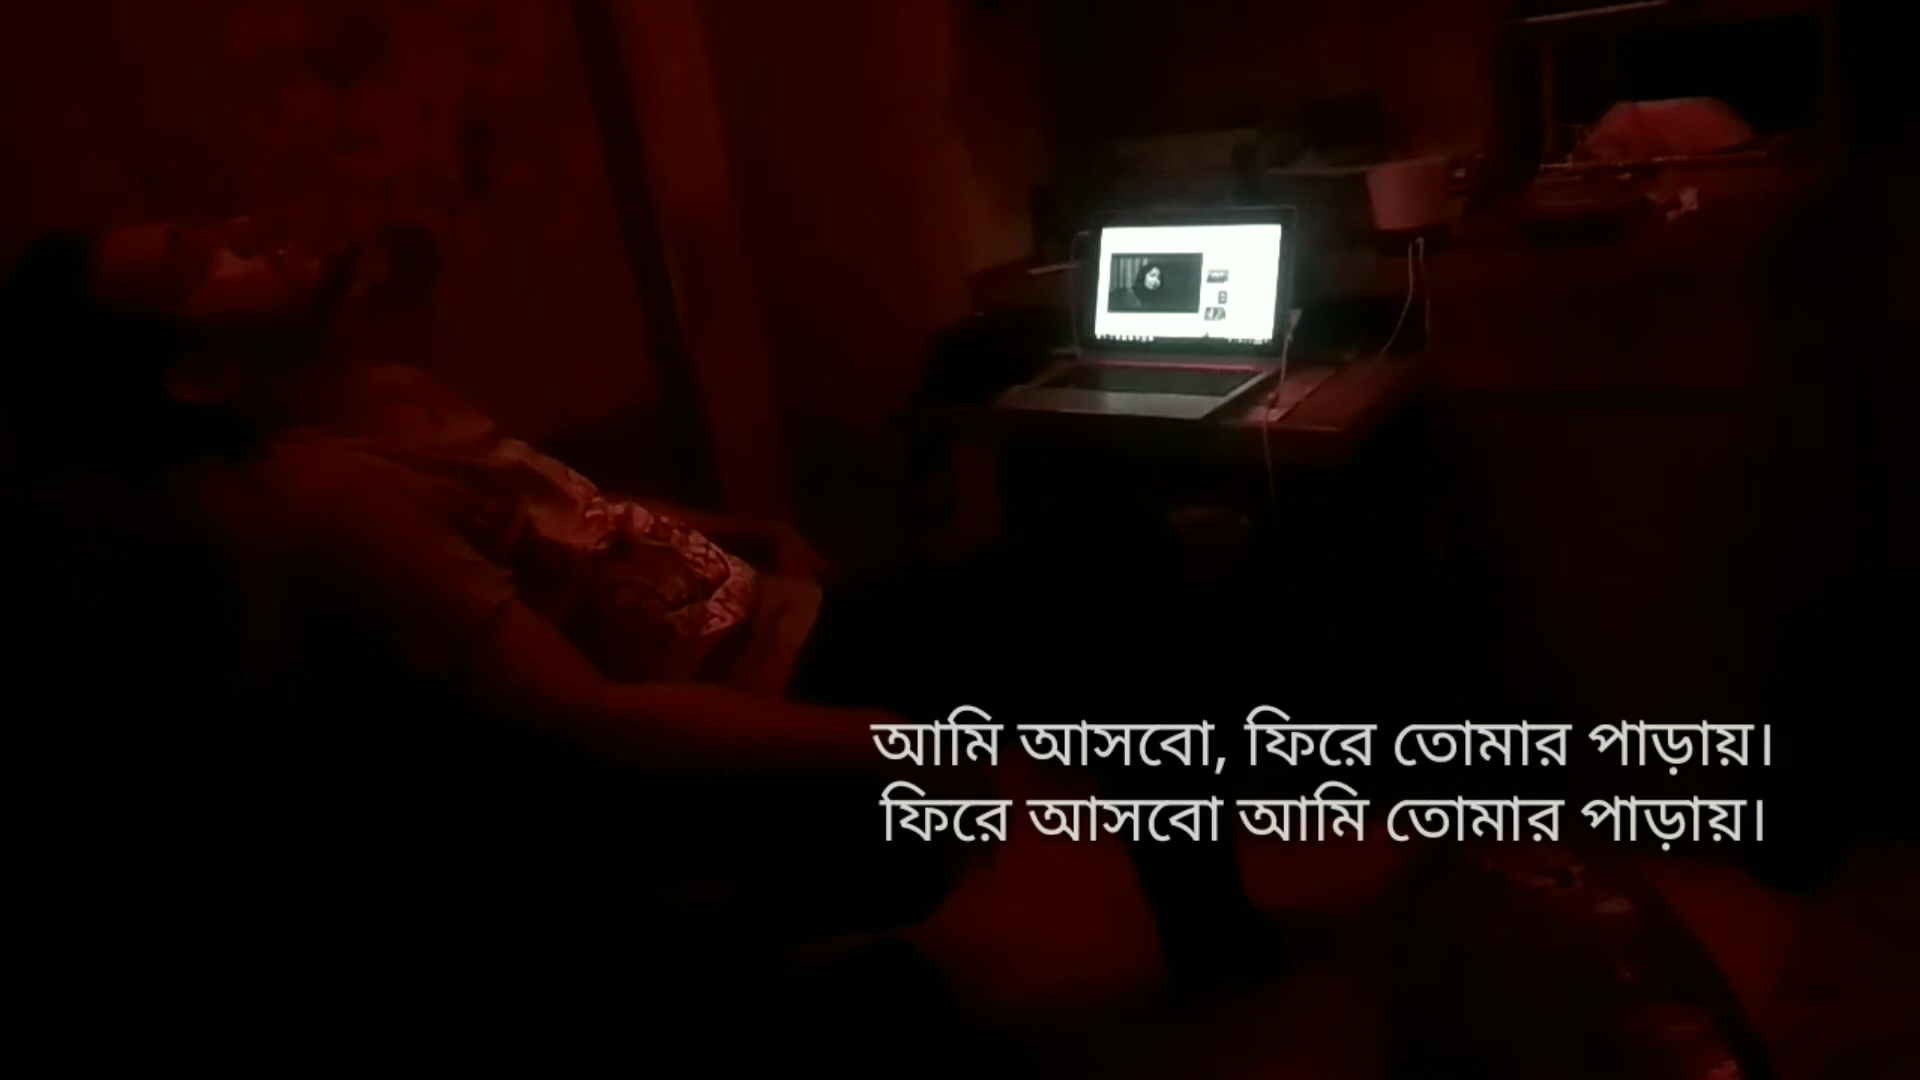 আমি আসবো, ফিরে তোমার পাড়ায়।
ফিরে আসবো আমি তোমার পাড়ায়।